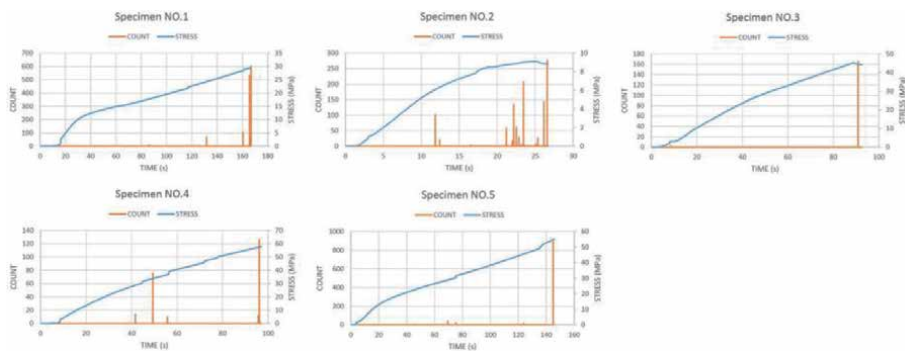 Specimen NO.1
COUNT STRESS
700
600
500
400
300
200
100
0
COUNT
35
30
25
20
15
10
5
0
STRESS (MPa)
0 20 40 60 80 100 120 140 160 180
TIME (s)
Specimen NO.2
COUNT STRESS
300
250
200
150
100
50
0
COUNT
10
8
6
4
2
0
STRESS (MPa)
0 5 10 15 20 25 30
TIME (s)
Specimen NO.3
COUNT STRESS
180
160
140
120
100
80
60
40
20
0
COUNT
50
40
30
20
10
0
STRESS (MPa)
0 20 40 60 80 100
TIME (s)
Specimen NO.4
COUNT STRESS
140
120
100
80
60
40
20
0
COUNT
70
60
50
40
30
20
10
0
STRESS (MPa)
0 20 40 60 80 100
TIME (s)
Specimen NO.5
COUNT STRESS
1000
800
600
400
200
0
COUNT
60
50
40
30
20
10
0
STRESS (MPa)
0 20 40 60 80 100 120 140 160
TIME (s)